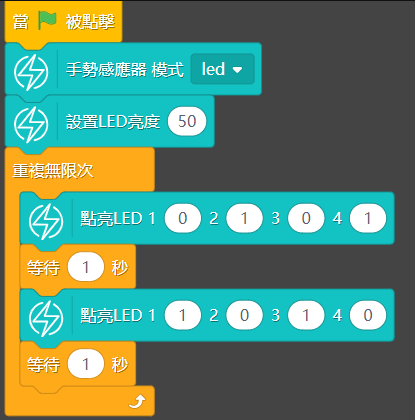 當 被點擊
手勢感應器 模式 led
設置LED亮度 50
重複無限次
點亮LED 1 0 2 1 3 0 4 1
等待 1 秒
點亮LED 1 1 2 0 3 1 4 0
等待 1 秒